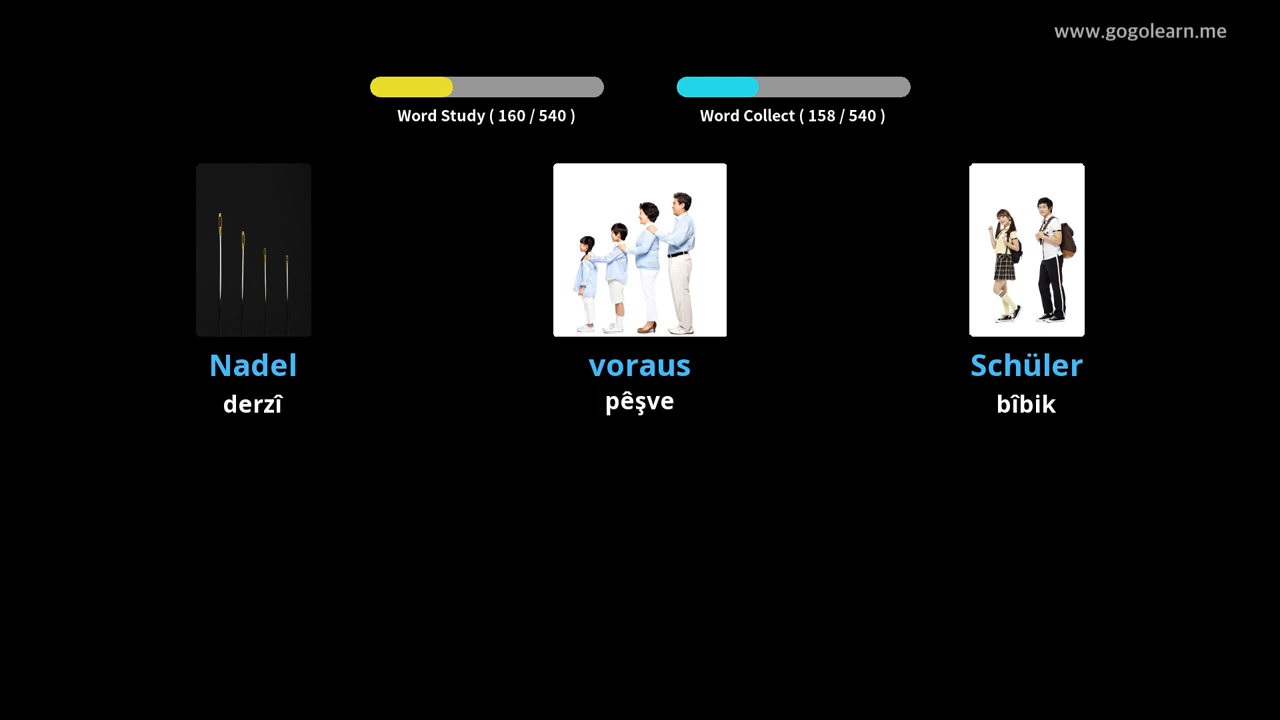 www.gogolearn.me
Word Study ( 160 / 540 )
Word Collect ( 158 / 540 )
Nadel
voraus
Schüler
derzî
pêşve
bîbik